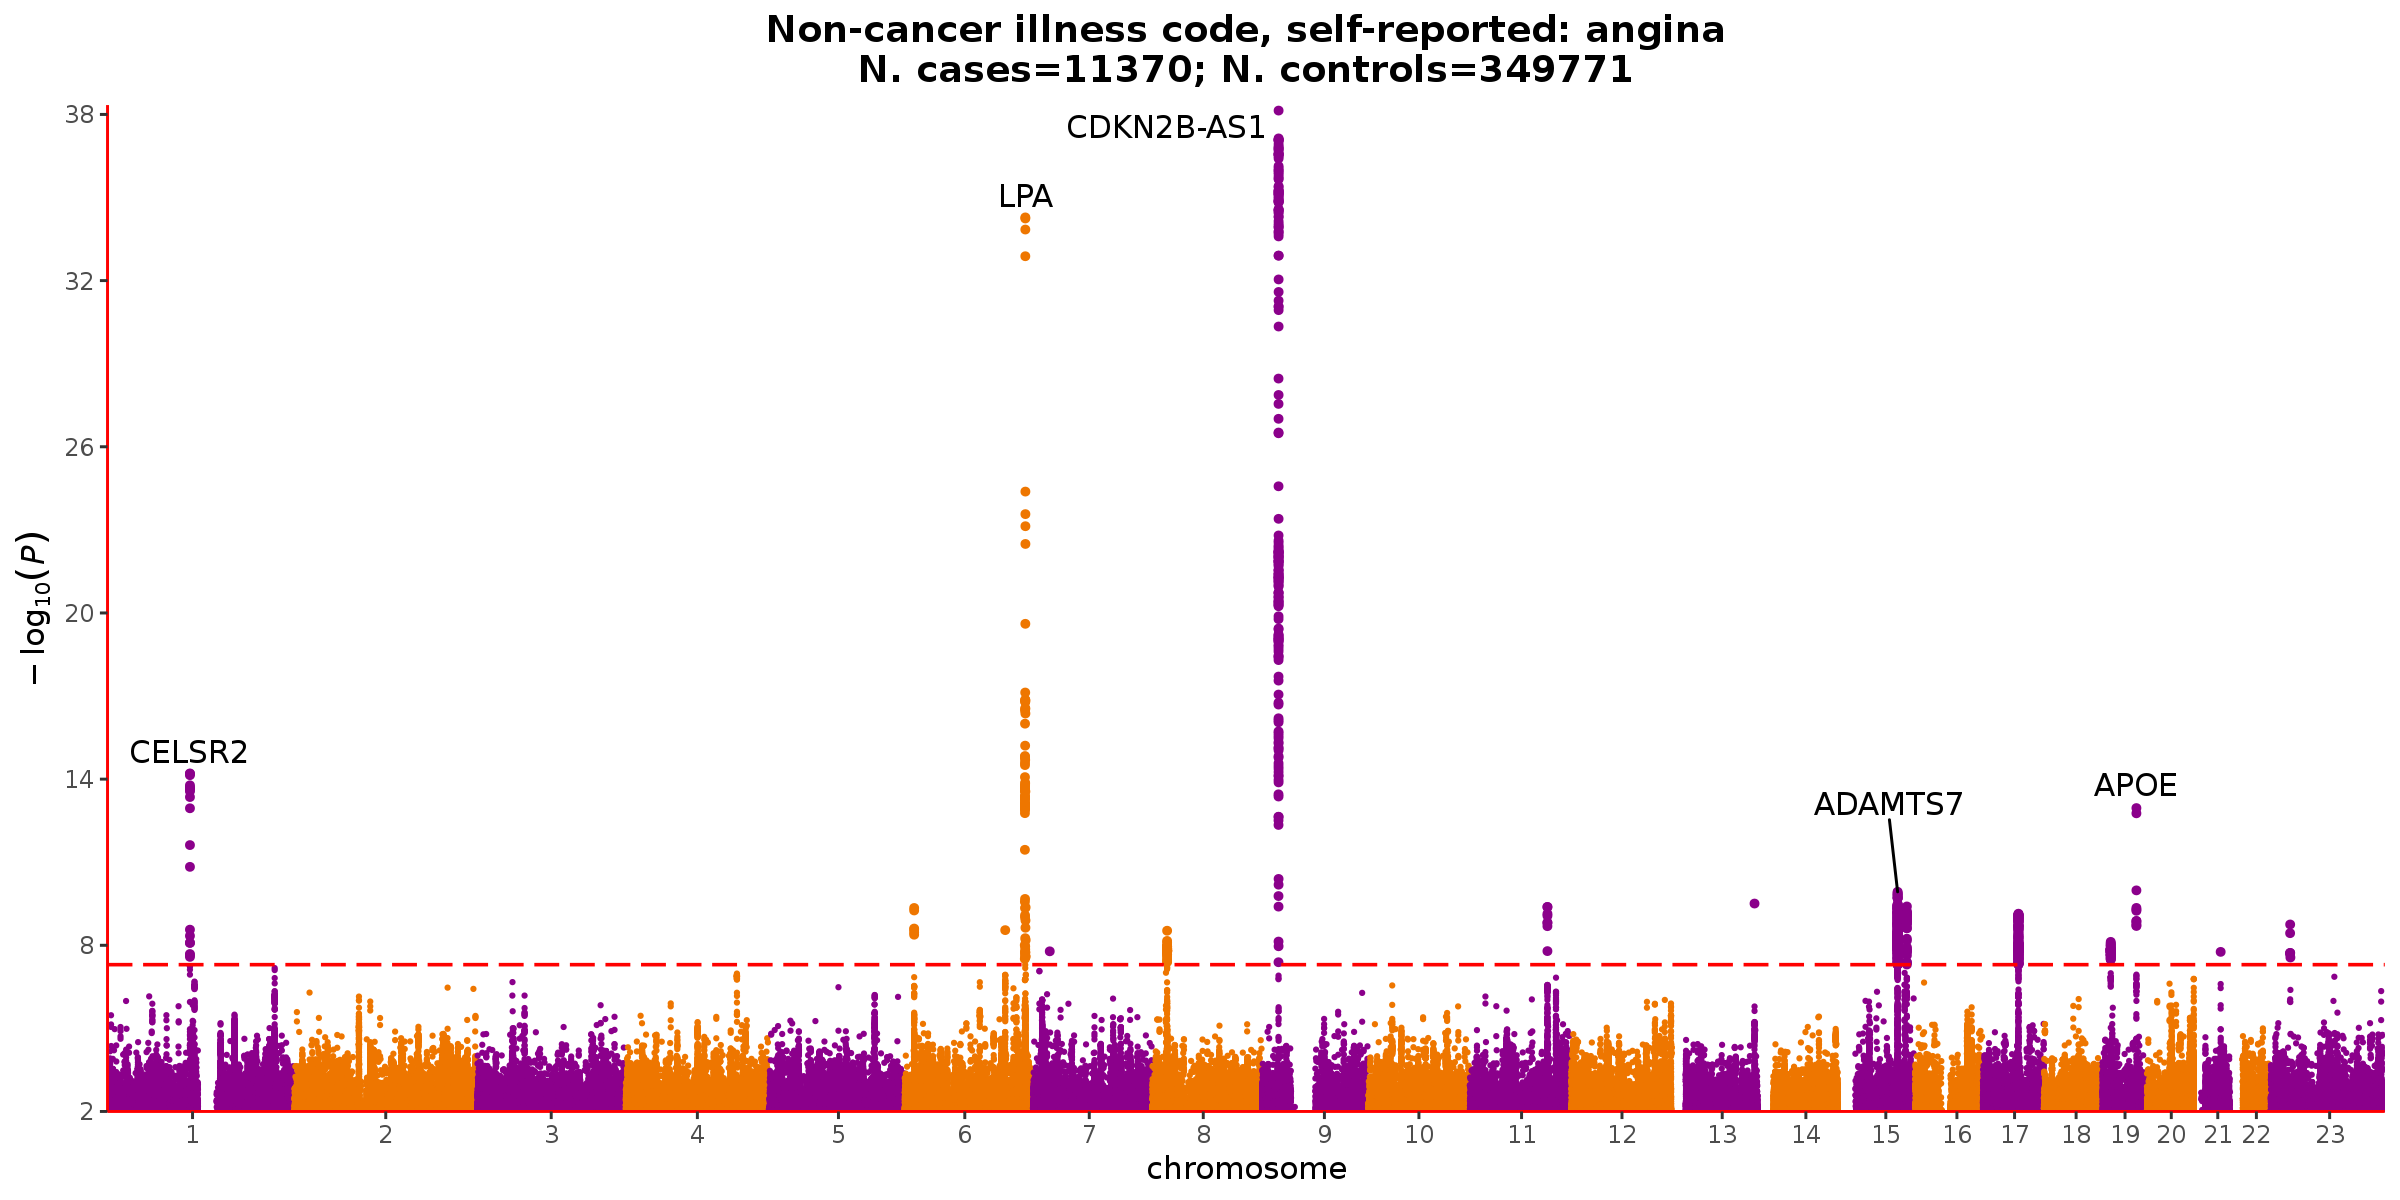 Non-cancer illness code, self-reported: angina
N. cases=11370; N. controls=349771
38
32
26
20
14
8
2
−log10(P)
CELSR2
LPA
CDKN2B-AS1
ADAMTS7
APOE
1 2 3 4 5 6 7 8 9 10 11 12 13 14 15 16 17 18 19 20 21 22 23
chromosome